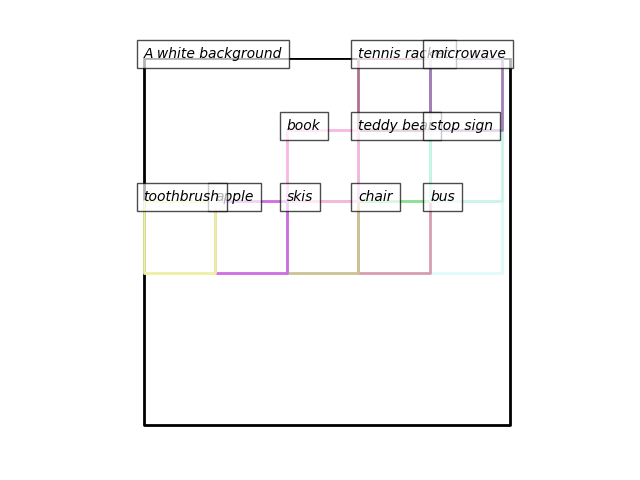 A white background
tennis racket
microwave
book
teddy bear
stop sign
toothbrush
apple
skis
chair
bus